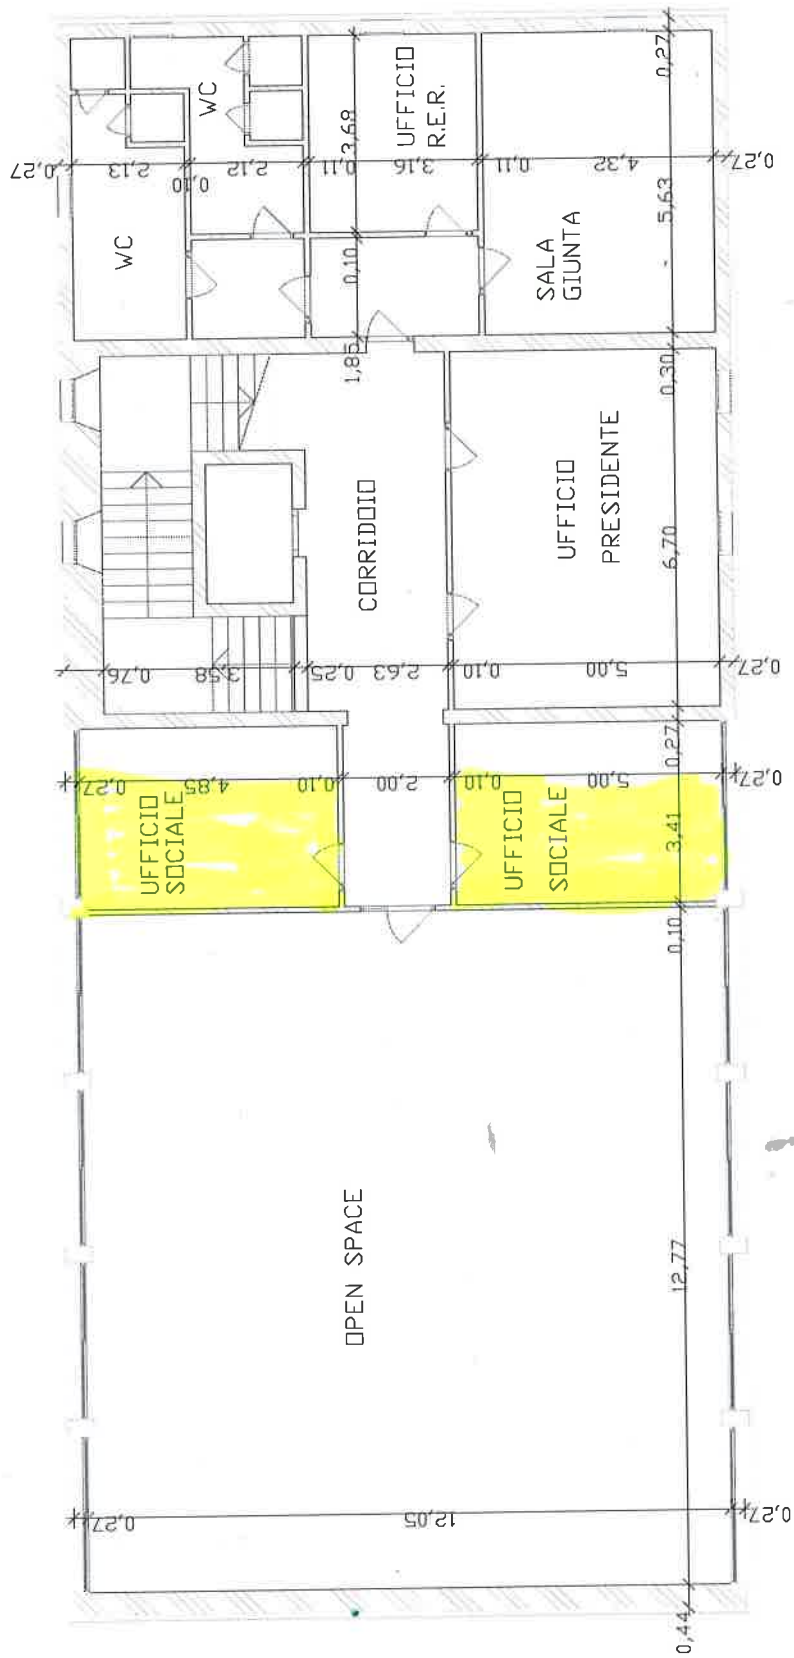 WC
WC
UFFICIO
R.E.R.
SALA
GIUNTA
0,27
2,13
0,10
2,12
0,11
3,16
0,11
4,32
0,27
3,68
0,10
1,85
0,27
5,63
0,30
CORRIDOIO
UFFICIO
PRESIDENTE
6,70
0,76
3,58
0,25
2,63
0,10
5,00
0,27
0,27
UFFICIO
SOCIALE
UFFICIO
SOCIALE
0,27
4,85
0,10
2,00
0,10
5,00
0,27
3,41
0,10
OPEN SPACE
12,77
0,27
12,05
0,27
0,44